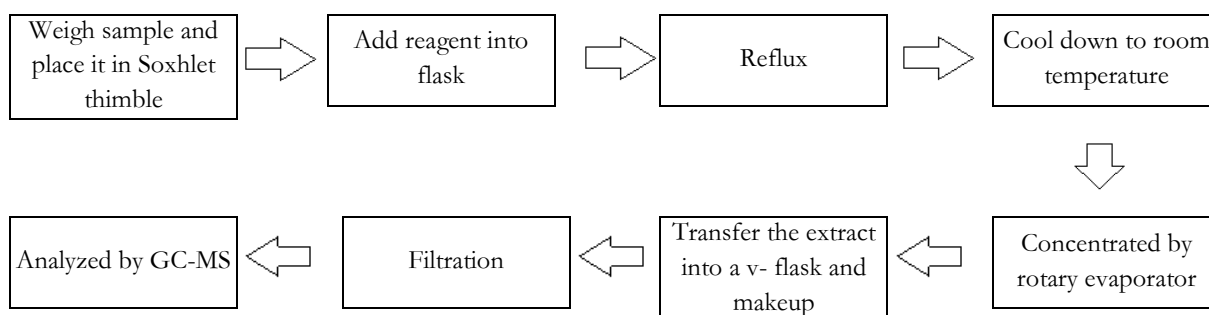 Weigh sample and
place it in Soxhlet
thimble
Add reagent into
flask
Reflux
Cool down to room
temperature
Concentrated by
rotary evaporator
Transfer the extract
into a v- flask and
makeup
Filtration
Analyzed by GC-MS